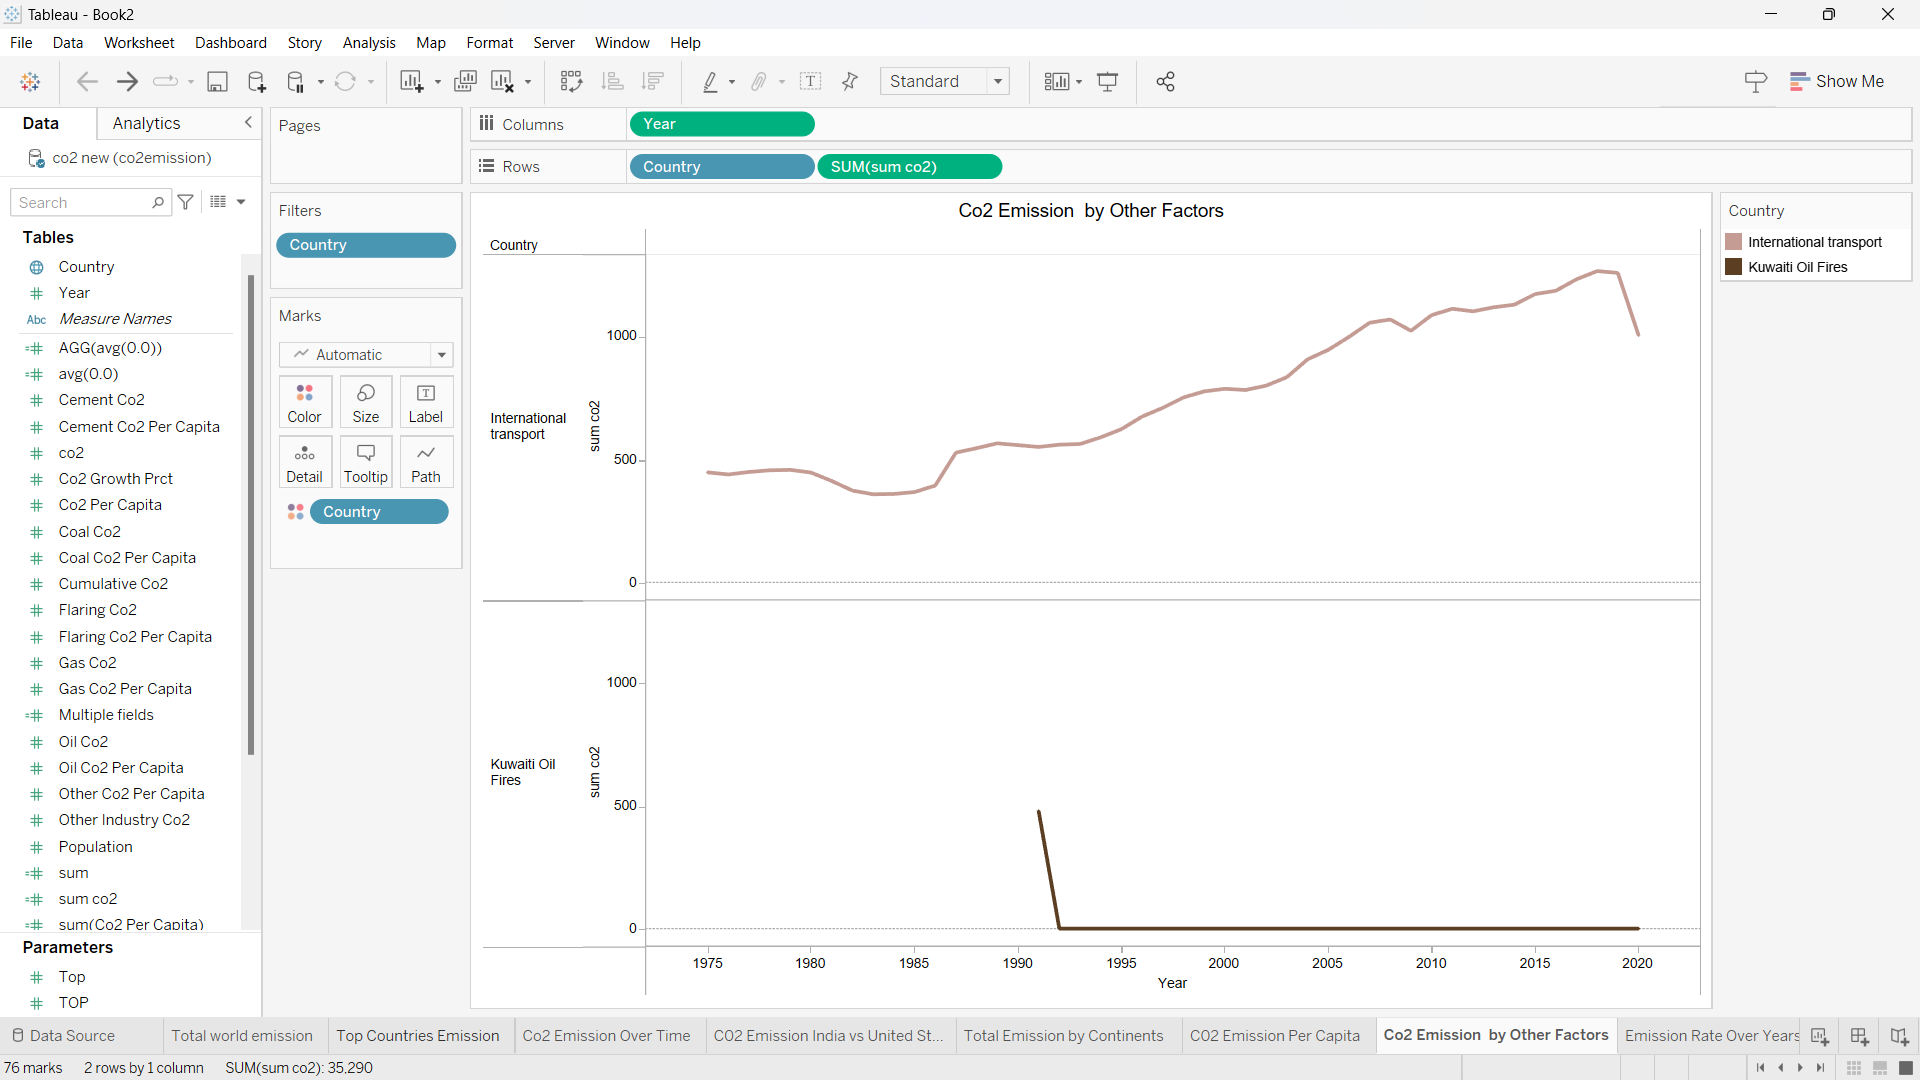 Tableau - Book2
File Data Worksheet Dashboard Story Analysis Map Format Server Window Help
Standard
Show Me
Data Analytics
co2 new (co2emission)
Search
Tables
Country
Year
Abc Measure Names
AGG(avg(0.0))
avg(0.0)
Cement Co2
Cement Co2 Per Capita
co2
Co2 Growth Prct
Co2 Per Capita
Coal Co2
Coal Co2 Per Capita
Cumulative Co2
Flaring Co2
Flaring Co2 Per Capita
Gas Co2
Gas Co2 Per Capita
Multiple fields
Oil Co2
Oil Co2 Per Capita
Other Co2 Per Capita
Other Industry Co2
Population
sum
sum co2
sum(Co2 Per Capita)
Parameters
Top
TOP
Pages
Filters
Country
Marks
Automatic
Color Size Label
Detail Tooltip Path
Country
Columns Year
Rows Country SUM(sum co2)
Co2 Emission by Other Factors
Country
International
transport
sum co2
1000
500
0
Kuwaiti Oil
Fires
sum co2
1000
500
0
1975 1980 1985 1990 1995 2000 2005 2010 2015 2020
Year
Country
International transport
Kuwaiti Oil Fires
Data Source Total world emission Top Countries Emission Co2 Emission Over Time C02 Emission India vs United St... Total Emission by Continents C02 Emission Per Capita Co2 Emission by Other Factors Emission Rate Over Years
76 marks 2 rows by 1 column SUM(sum co2): 35,290